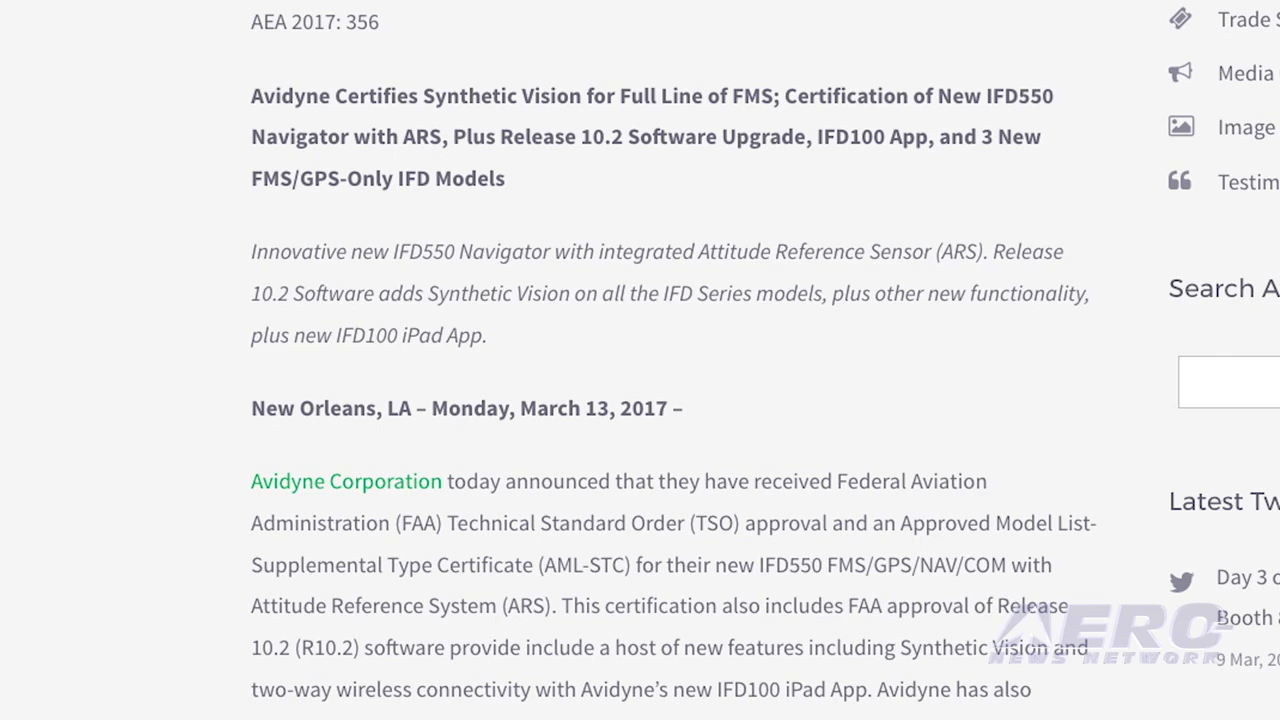 AEA 2017: 356
Avidyne Certifies Synthetic Vision for Full Line of FMS; Certification of New IFD550
Navigator with ARS, Plus Release 10.2 Software Upgrade, IFD100 App, and 3 New
FMS/GPS-Only IFD Models
Innovative new IFD550 Navigator with integrated Attitude Reference Sensor (ARS). Release
10.2 Software adds Synthetic Vision on all the IFD Series models, plus other new functionality,
plus new IFD100 iPad App.
New Orleans, LA – Monday, March 13, 2017 –
Avidyne Corporation today announced that they have received Federal Aviation
Administration (FAA) Technical Standard Order (TSO) approval and an Approved Model List-
Supplemental Type Certificate (AML-STC) for their new IFD550 FMS/GPS/NAV/COM with
Attitude Reference System (ARS). This certification also includes FAA approval of Release
10.2 (R10.2) software provide include a host of new features including Synthetic Vision and
two-way wireless connectivity with Avidyne’s new IFD100 iPad App. Avidyne has also
Trade S
Media
Image
Testim
Search A
Latest Tw
Day 3 o
Booth 8
9 Mar, 20
AERO
NEWS NETWORK